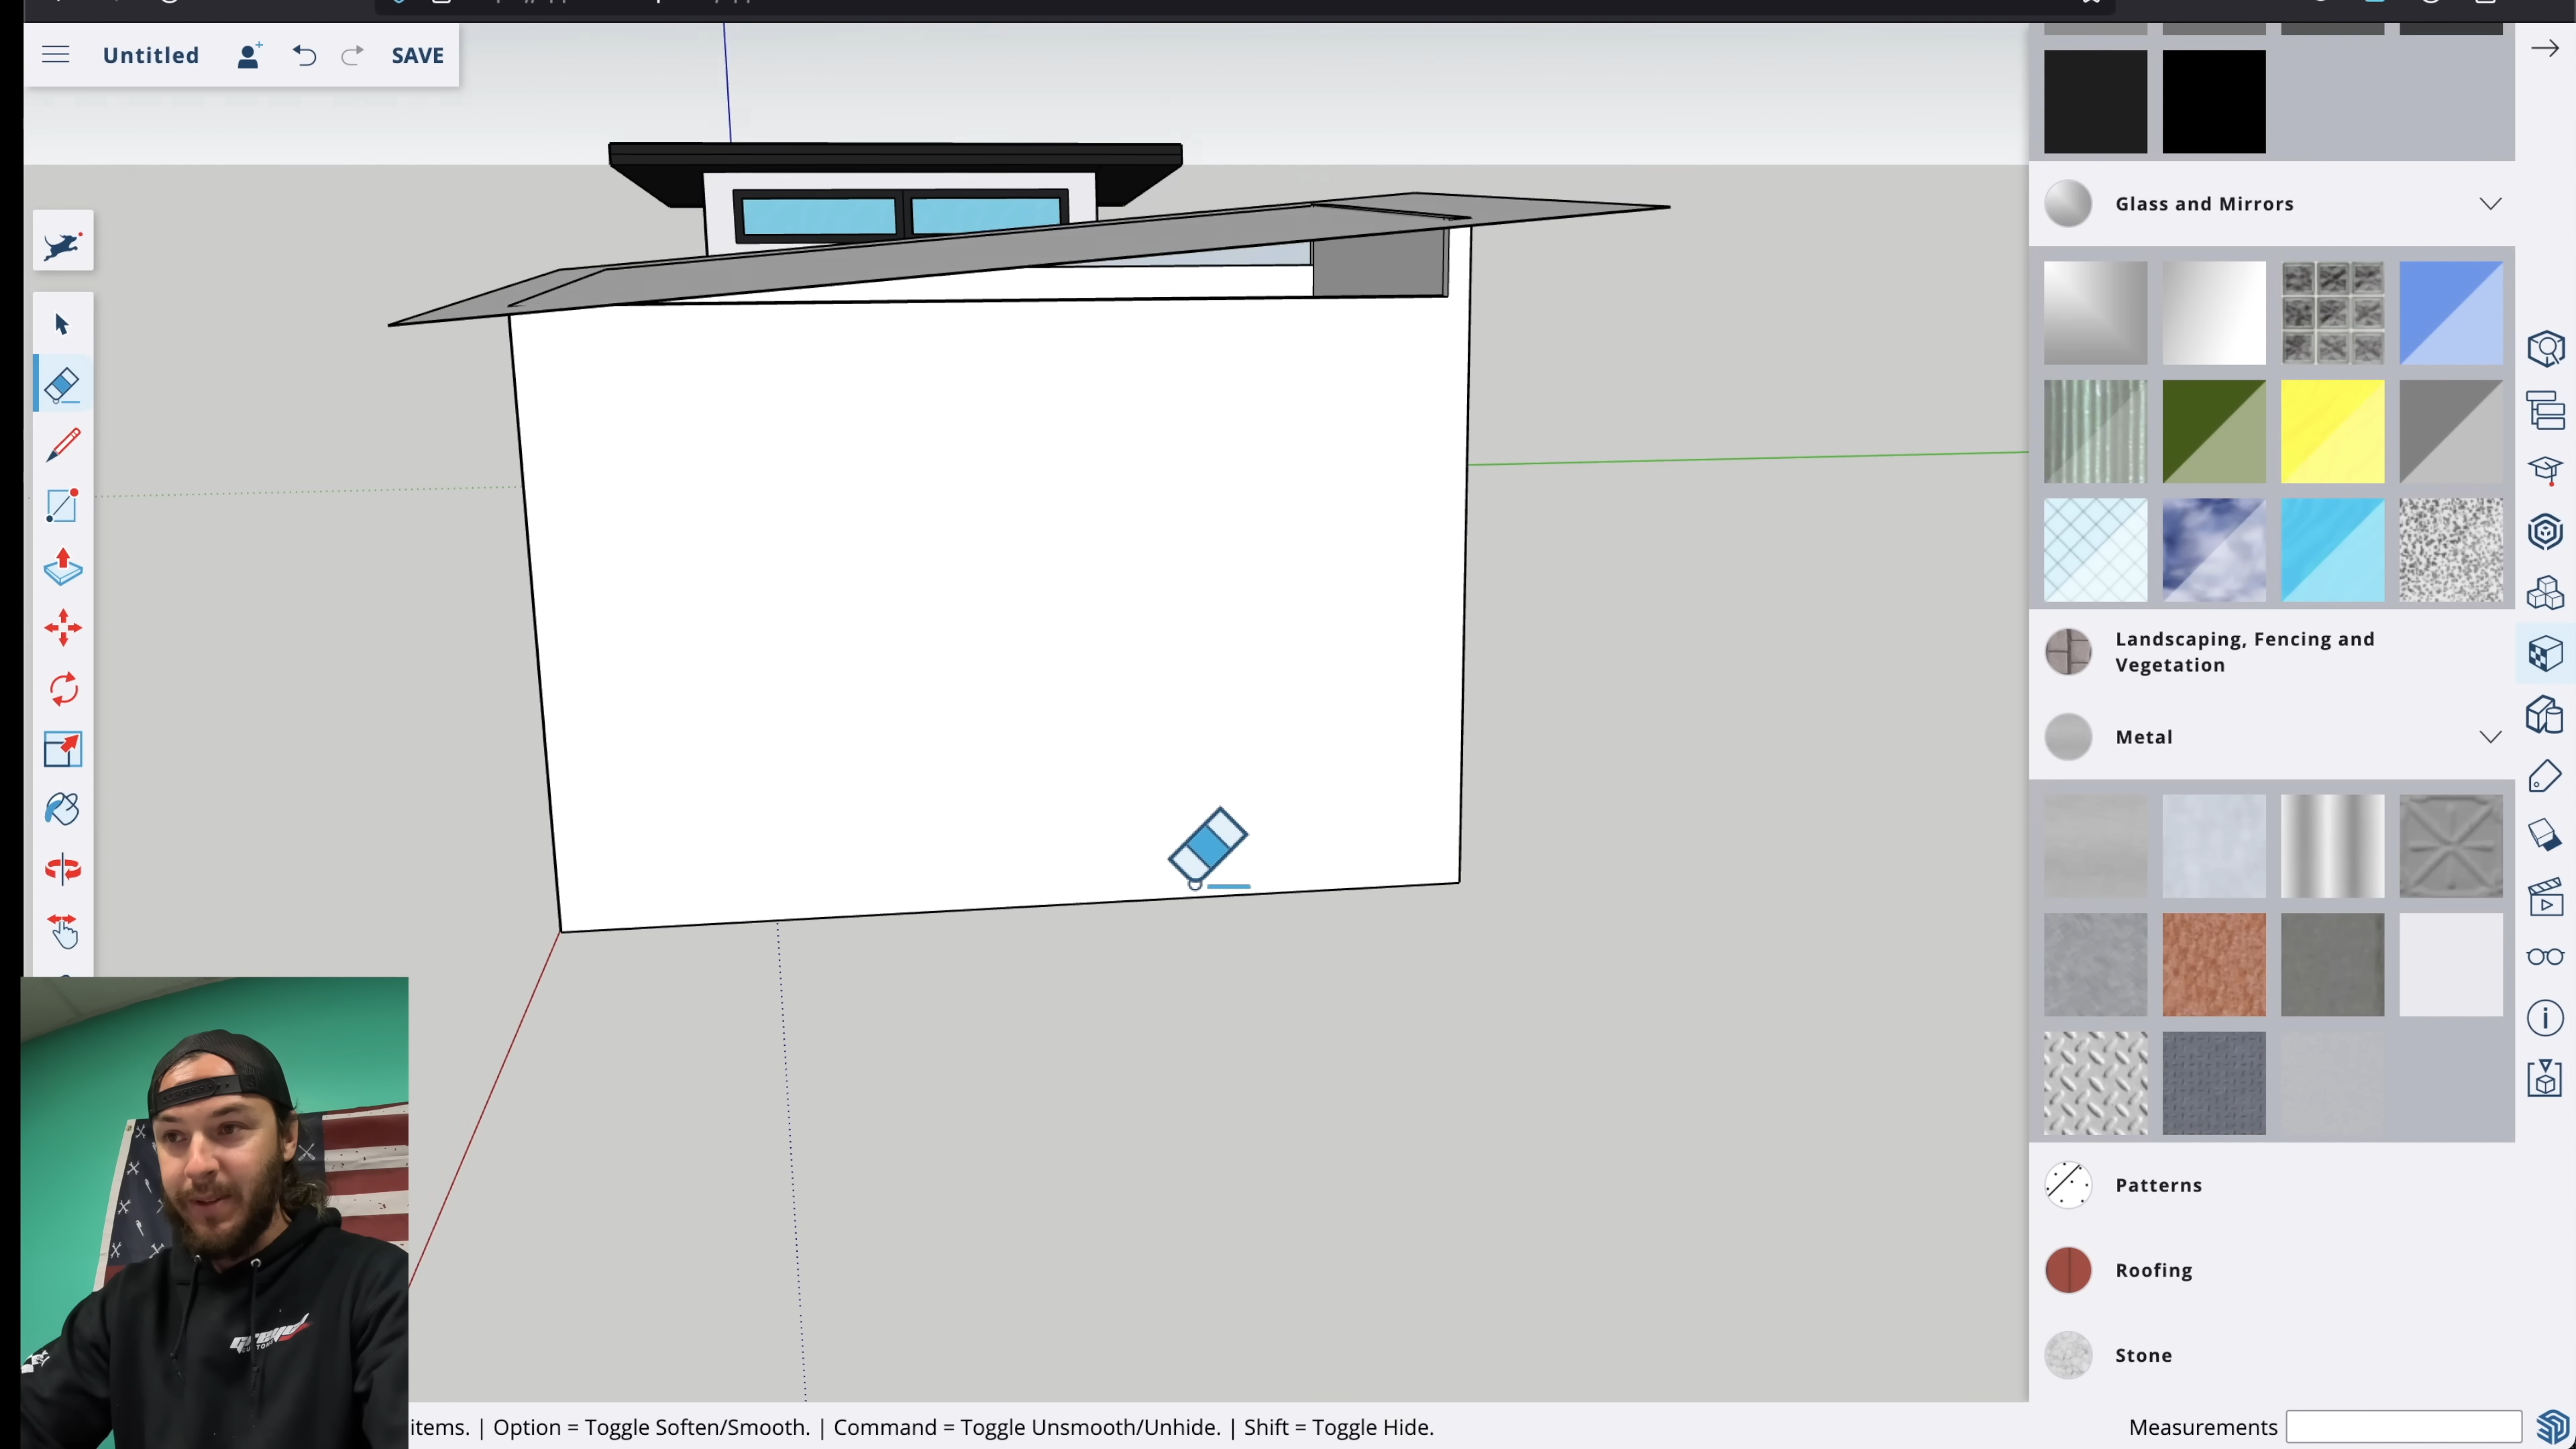 Untitled
SAVE
Glass and Mirrors
Landscaping, Fencing and
Vegetation
Metal
Patterns
Roofing
Stone
items. | Option = Toggle Soften/Smooth. | Command = Toggle Unsmooth/Unhide. | Shift = Toggle Hide.
Measurements